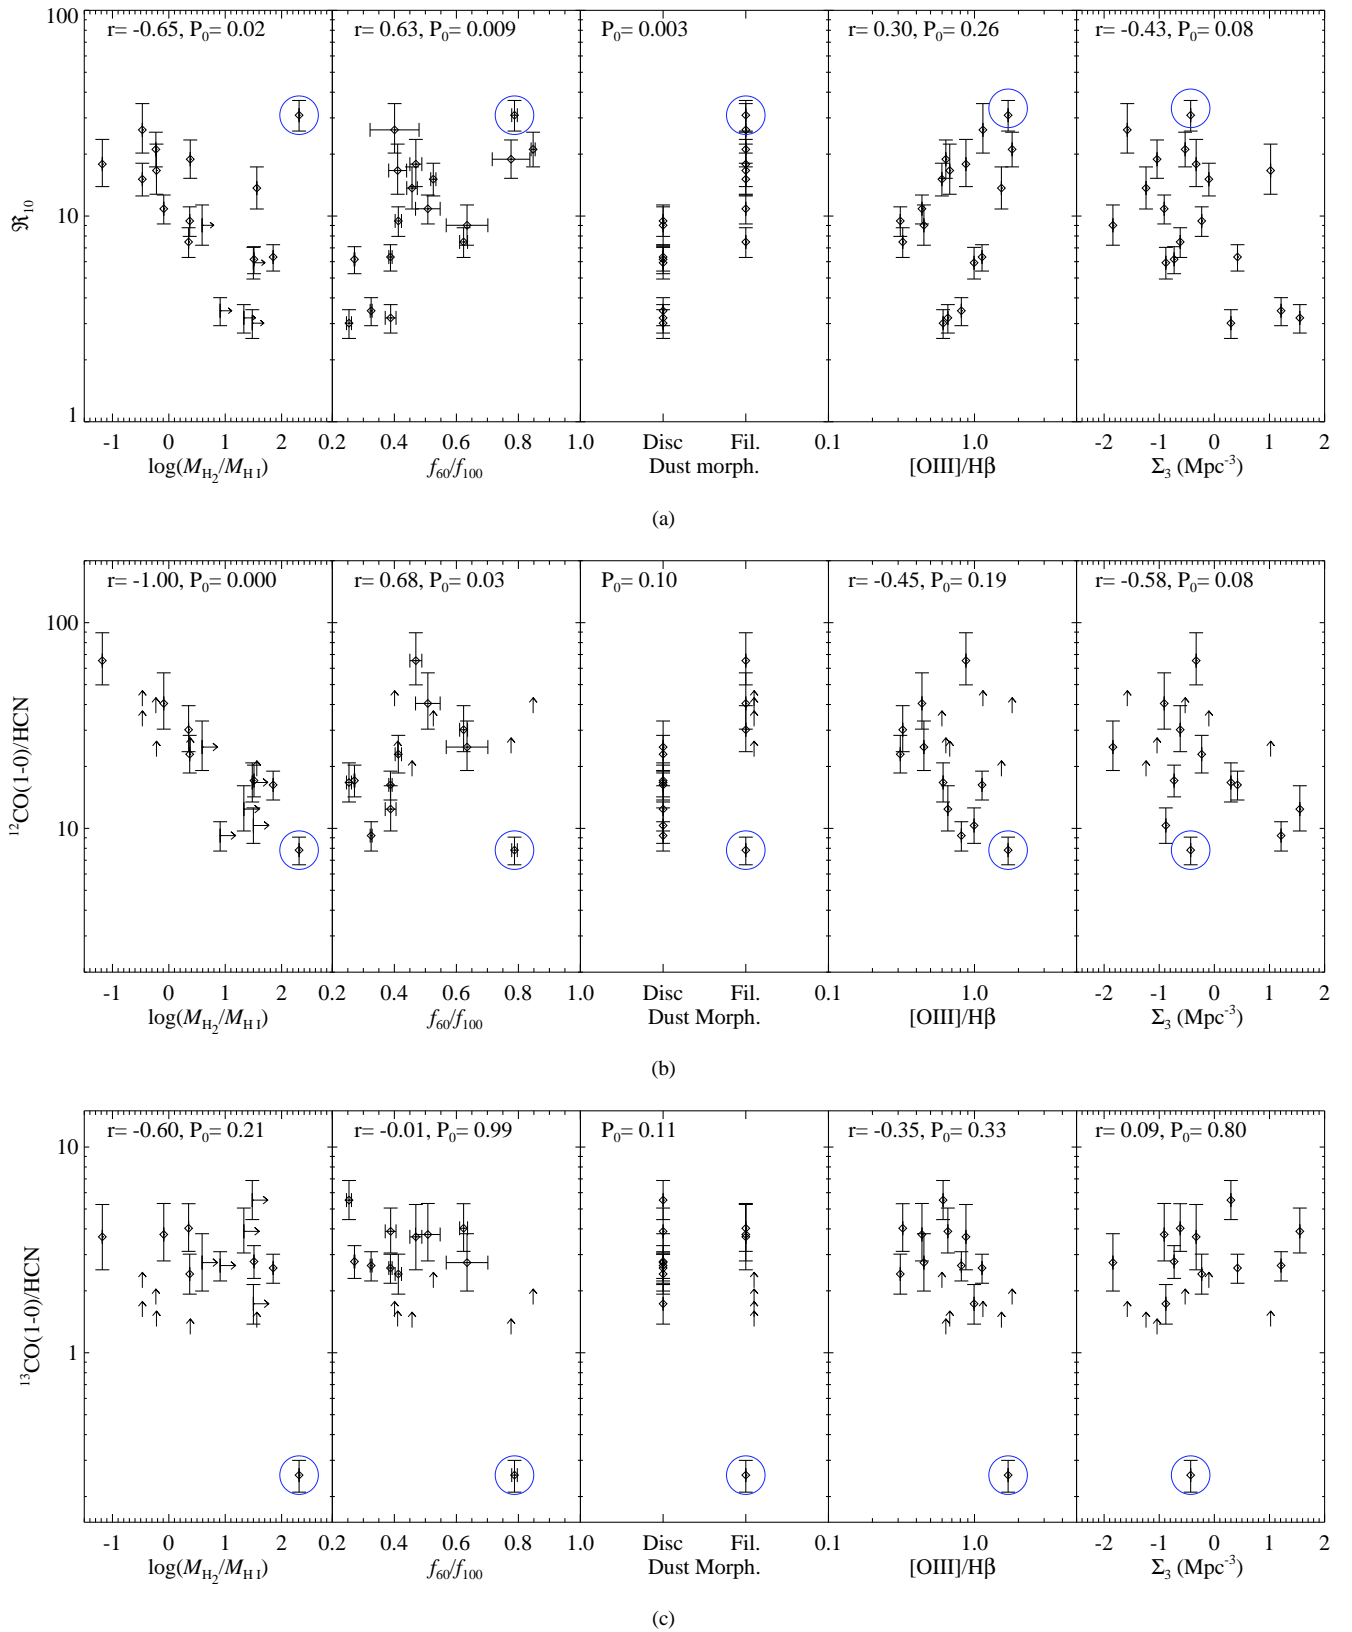 100
10
1
ℜ10
r= -0.65, P0= 0.02
r= 0.63, P0= 0.009
P0= 0.003
r= 0.30, P0= 0.26
r= -0.43, P0= 0.08
-1 0 1 2 0.2 0.4 0.6 0.8 1.0 Disc Fil. 0.1 1.0 -2 -1 0 1 2
log(MH2/MH I) f60/f100 Dust morph. [OIII]/Hβ Σ3 (Mpc-3)
(a)
100
10
12CO(1-0)/HCN
r= -1.00, P0= 0.000
r= 0.68, P0= 0.03
P0= 0.10
r= -0.45, P0= 0.19
r= -0.58, P0= 0.08
-1 0 1 2 0.2 0.4 0.6 0.8 1.0 Disc Fil. 0.1 1.0 -2 -1 0 1 2
log(MH2/MH I) f60/f100 Dust Morph. [OIII]/Hβ Σ3 (Mpc-3)
(b)
10
1
13CO(1-0)/HCN
r= -0.60, P0= 0.21
r= -0.01, P0= 0.99
P0= 0.11
r= -0.35, P0= 0.33
r= 0.09, P0= 0.80
-1 0 1 2 0.2 0.4 0.6 0.8 1.0 Disc Fil. 0.1 1.0 -2 -1 0 1 2
log(MH2/MH I) f60/f100 Dust Morph. [OIII]/Hβ Σ3 (Mpc-3)
(c)